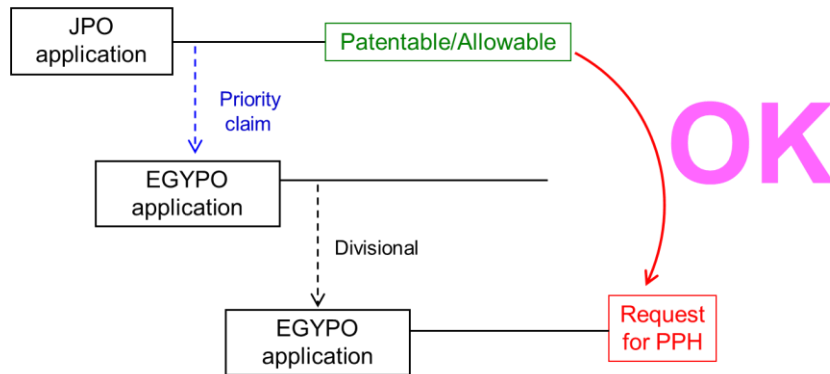 JPO
application
Patentable/Allowable
Priority
claim
OK
EGYPO
application
Divisional
EGYPO
application
Request
for PPH